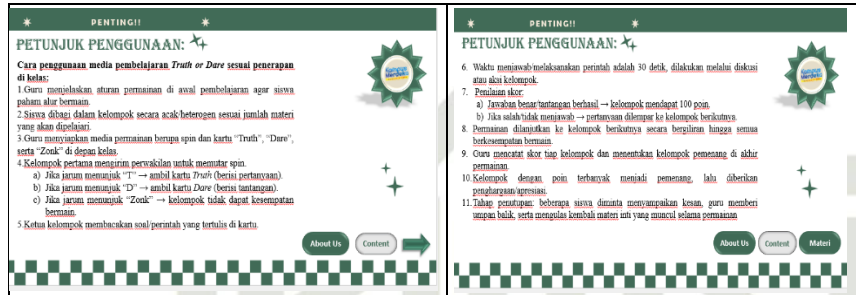 PENTING!!
PETUNJUK PENGGUNAAN:
Cara penggunaan media pembelajaran Truth or Dare sesuai penerapan
di kelas:
1.Guru menjelaskan aturan permainan di awal pembelajaran agar siswa
paham alur bermain.
2.Siswa dibagi dalam kelompok secara acak/heterogen sesuai jumlah materi
yang akan dipelajari.
3.Guru menyiapkan media permainan berupa spin dan kartu “Truth”, “Dare”,
serta “Zonk” di depan kelas.
4.Kelompok pertama mengirim perwakilan untuk memutar spin.
a) Jika jarum menunjuk “T” → ambil kartu Truth (berisi pertanyaan).
b) Jika jarum menunjuk “D” → ambil kartu Dare (berisi tantangan).
c) Jika jarum menunjuk “Zonk” → kelompok tidak dapat kesempatan
bermain.
5.Ketua kelompok membacakan soal/perintah yang tertulis di kartu.
About Us
Content
PENTING!!
PETUNJUK PENGGUNAAN:
6. Waktu menjawab/melaksanakan perintah adalah 30 detik, dilakukan melalui diskusi
atau aksi kelompok.
7. Penilaian skor:
a) Jawaban benar/tantangan berhasil → kelompok mendapat 100 poin.
b) Jika salah/tidak menjawab → pertanyaan dilempar ke kelompok berikutnya.
8. Permainan dilanjutkan ke kelompok berikutnya secara bergiliran hingga semua
berkesempatan bermain.
9. Guru mencatat skor tiap kelompok dan menentukan kelompok pemenang di akhir
permainan.
10.Kelompok dengan poin terbanyak menjadi pemenang, lalu diberikan
penghargaan/apresiasi.
11.Tahap penutupan: beberapa siswa diminta menyampaikan kesan, guru memberi
umpan balik, serta mengulas kembali materi inti yang muncul selama permainan
About Us
Content
Materi